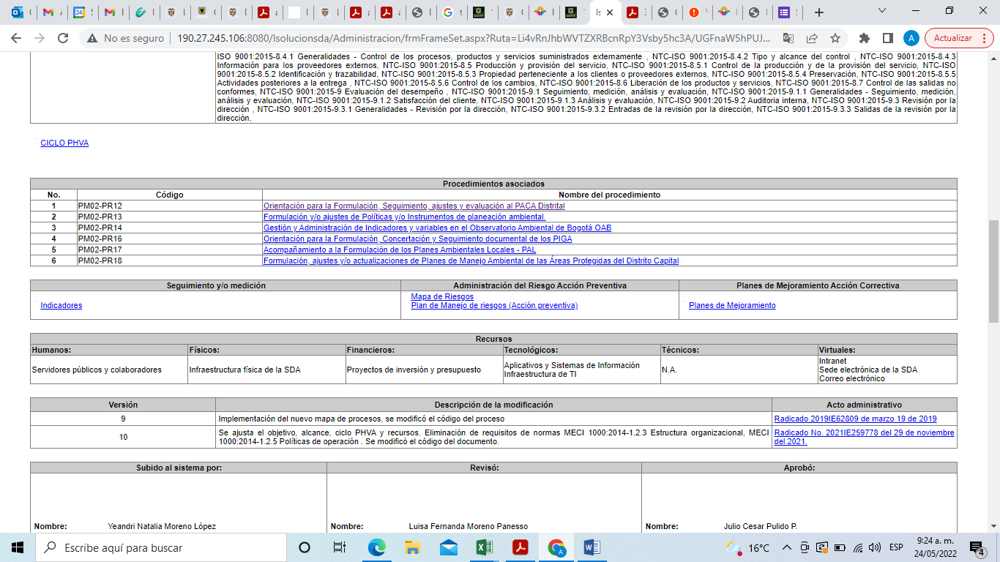 No es seguro
190.27.245.106:8080/Isolucionsda/Administracion/frmFrameSet.aspx?Ruta=Li4vRnJhbWVTZXRBcnRpY3Vsby5hc3A/UGFnaW5hPUJ...
A
Actualizar
ISO 9001:2015-8.4.1 Generalidades - Control de los procesos, productos y servicios suministrados externamente , NTC-ISO 9001:2015-8.4.2 Tipo y alcance del control , NTC-ISO 9001:2015-8.4.3
Información para los proveedores externos, NTC-ISO 9001:2015-8.5 Producción y provisión del servicio, NTC-ISO 9001:2015-8.5.1 Control de la producción y de la provisión del servicio, NTC-ISO
9001:2015-8.5.2 Identificación y trazabilidad, NTC-ISO 9001:2015-8.5.3 Propiedad perteneciente a los clientes o proveedores externos, NTC-ISO 9001:2015-8.5.4 Preservación, NTC-ISO 9001:2015-8.5.5
Actividades posteriores a la entrega , NTC-ISO 9001:2015-8.5.6 Control de los cambios, NTC-ISO 9001:2015-8.6 Liberación de los productos y servicios, NTC-ISO 9001:2015-8.7 Control de las salidas no
conformes, NTC-ISO 9001:2015-9 Evaluación del desempeño , NTC-ISO 9001:2015-9.1 Seguimiento, medición, análisis y evaluación, NTC-ISO 9001:2015-9.1.1 Generalidades - Seguimiento, medición,
análisis y evaluación, NTC-ISO 9001:2015-9.1.2 Satisfacción del cliente, NTC-ISO 9001:2015-9.1.3 Análisis y evaluación, NTC-ISO 9001:2015-9.2 Auditoria interna, NTC-ISO 9001:2015-9.3 Revisión por la
dirección , NTC-ISO 9001:2015-9.3.1 Generalidades - Revisión por la dirección, NTC-ISO 9001:2015-9.3.2 Entradas de la revisión por la dirección, NTC-ISO 9001:2015-9.3.3 Salidas de la revisión por la
dirección,
CICLO PHVA
Procedimientos asociados
No. Código Nombre del procedimiento
1 PM02-PR12 Orientación para la Formulación, Seguimiento, ajustes y evaluación al PACA Distrital
2 PM02-PR13 Formulación y/o ajustes de Políticas y/o Instrumentos de planeación ambiental.
3 PM02-PR14 Gestión y Administración de Indicadores y variables en el Observatorio Ambiental de Bogotá OAB
4 PM02-PR16 Orientación para la Formulación, Concertación y Seguimiento documental de los PIGA
5 PM02-PR17 Acompañamiento a la Formulación de los Planes Ambientales Locales - PAL
6 PM02-PR18 Formulación, ajustes y/o actualizaciones de Planes de Manejo Ambiental de las Áreas Protegidas del Distrito Capital
Seguimiento y/o medición Administración del Riesgo Acción Preventiva Planes de Mejoramiento Acción Correctiva
Mapa de Riesgos
Indicadores Plan de Manejo de riesgos (Acción preventiva) Planes de Mejoramiento
Recursos
Humanos: Físicos: Financieros: Tecnológicos: Técnicos: Virtuales:
Servidores públicos y colaboradores Infraestructura física de la SDA Proyectos de inversión y presupuesto Aplicativos y Sistemas de Información
Infraestructura de TI
N.A.
Intranet
Sede electrónica de la SDA
Correo electrónico
Versión Descripción de la modificación Acto administrativo
9 Implementación del nuevo mapa de procesos, se modificó el código del proceso Radicado 2019IE62809 de marzo 19 de 2019
10 Se ajusta el objetivo, alcance, ciclo PHVA y recursos. Eliminación de requisitos de normas MECI 1000:2014-1.2.3 Estructura organizacional, MECI
1000:2014-1.2.5 Políticas de operación . Se modificó el código del documento.
Radicado No. 2021IE259778 del 29 de noviembre
del 2021.
Subido al sistema por: Revisó: Aprobó:
Nombre: Yeandri Natalia Moreno López Nombre: Luisa Fernanda Moreno Panesso Nombre: Julio Cesar Pulido P.
Escribe aquí para buscar
16°C
ESP
9:24 a. m.
24/05/2022
4